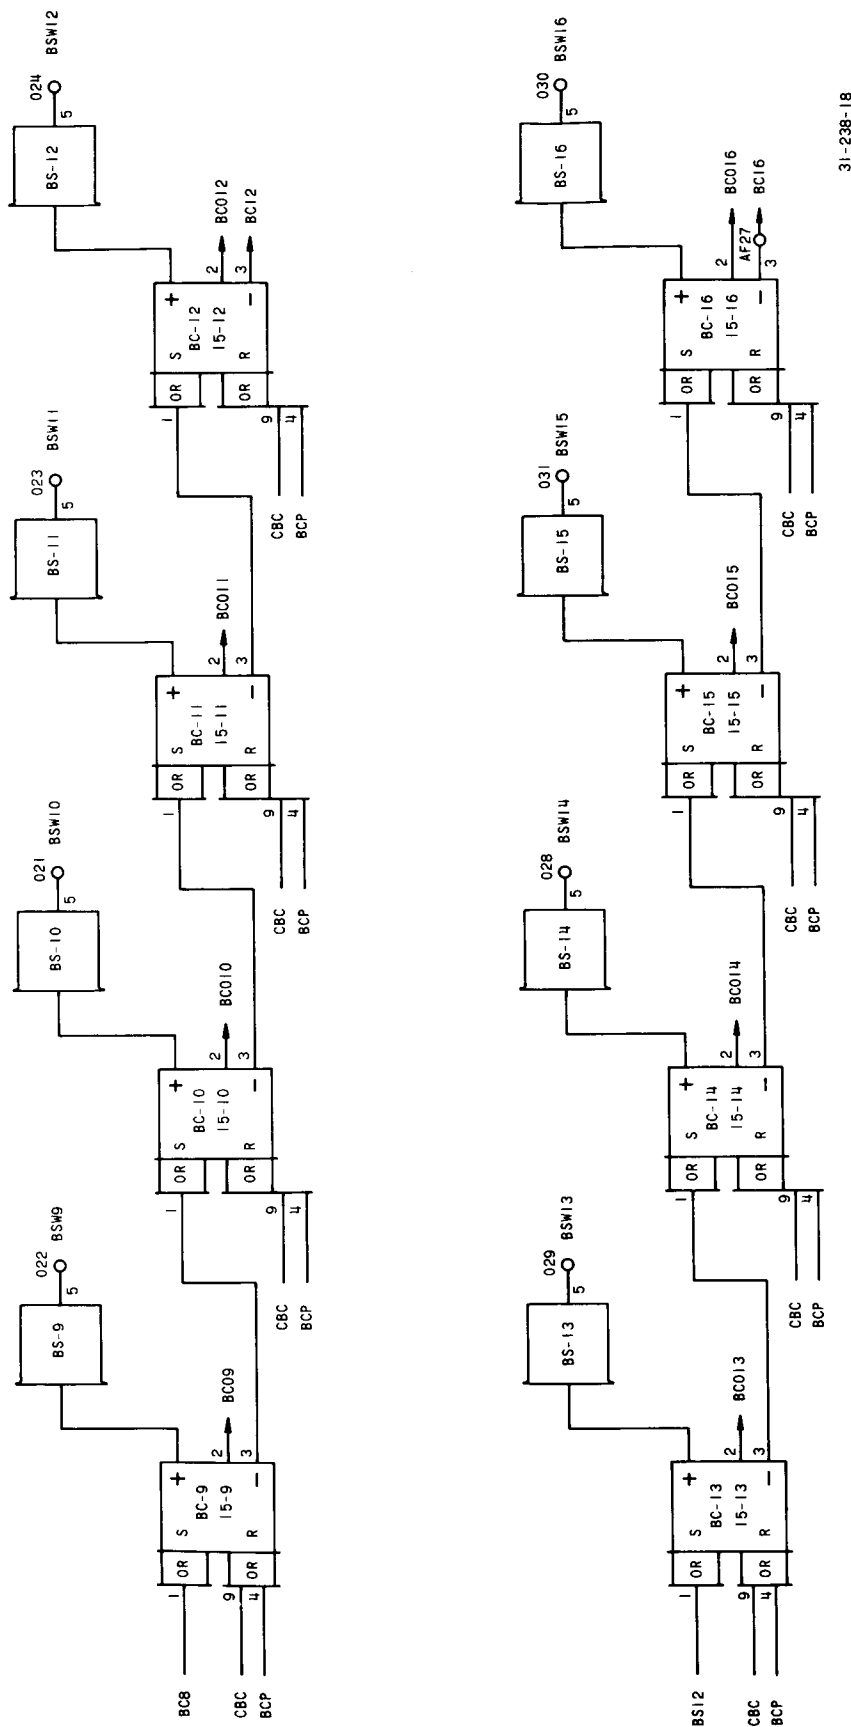 BS-9
5
022
BSW9
BC8
CBC
BCP
1
9
4
OR
OR
S
R
BC-9
15-9
+
−
2
3
BCO9
BS-10
5
021
BSW10
CBC
BCP
1
9
4
OR
OR
S
R
BC-10
15-10
+
−
2
3
BCO10
BS-11
5
023
BSW11
CBC
BCP
1
9
4
OR
OR
S
R
BC-11
15-11
+
−
2
3
BCO11
BS-12
5
024
BSW12
CBC
BCP
1
9
4
OR
OR
S
R
BC-12
15-12
+
−
2
3
BCO12
BC12
BS-13
5
029
BSW13
BS12
CBC
BCP
1
9
4
OR
OR
S
R
BC-13
15-13
+
−
2
3
BCO13
BS-14
5
028
BSW14
CBC
BCP
1
9
4
OR
OR
S
R
BC-14
15-14
+
−
2
3
BCO14
BS-15
5
031
BSW15
CBC
BCP
1
9
4
OR
OR
S
R
BC-15
15-15
+
−
2
3
BCO15
BS-16
5
030
BSW16
CBC
BCP
1
9
4
OR
OR
S
R
BC-16
15-16
+
−
2
3
AF27
BCO16
BC16
31-238-18